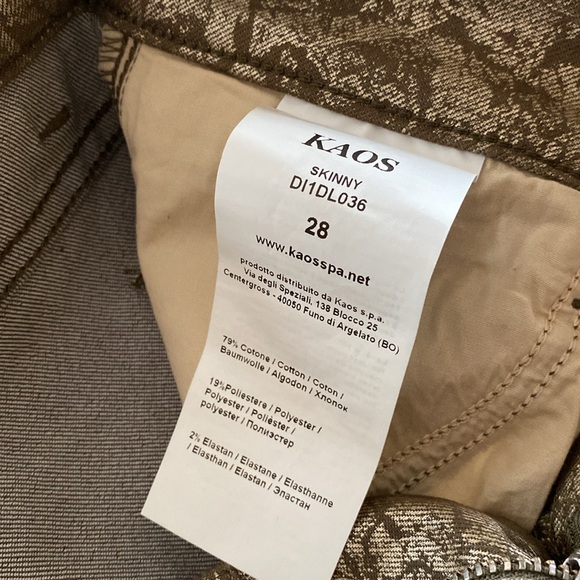 KAOS
SKINNY
DI1DL036
28
www.kaosspa.net
prodotto distribuito da Kaos s.p.a.
Via degli Speziali, 138 Blocco 25
Centergross - 40050 Funo di Argelato (BO)
79% Cotone / Cotton / Coton /
Baumwolle / Algodon / Хлопок
19%Poliestere / Polyester /
Polyester / Poliéster /
polyester / Полиэстер
2% Elastan / Elastane / Elasthanne
/ Elasthan / Elastan / Эластан